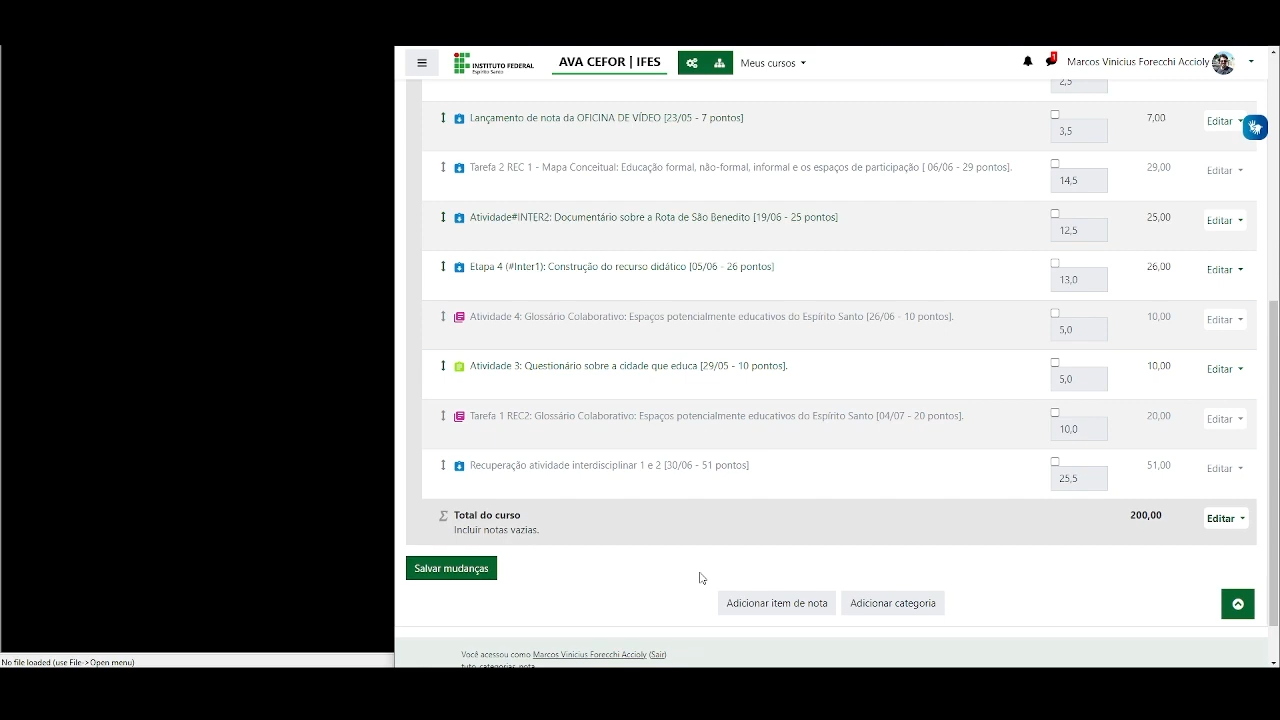 INSTITUTO FEDERAL
Espírito Santo
AVA CEFOR | IFES
Meus cursos
1
Marcos Vinicius Forecchi Accioly
2,5
Lançamento de nota da OFICINA DE VÍDEO [23/05 - 7 pontos]
3,5
7,00
Editar
Tarefa 2 REC 1 - Mapa Conceitual: Educação formal, não-formal, informal e os espaços de participação [ 06/06 - 29 pontos].
14,5
29,00
Editar
Atividade#INTER2: Documentário sobre a Rota de São Benedito [19/06 - 25 pontos]
12,5
25,00
Editar
Etapa 4 (#Inter1): Construção do recurso didático [05/06 - 26 pontos]
13,0
26,00
Editar
Atividade 4: Glossário Colaborativo: Espaços potencialmente educativos do Espírito Santo [26/06 - 10 pontos].
5,0
10,00
Editar
Atividade 3: Questionário sobre a cidade que educa [29/05 - 10 pontos].
5,0
10,00
Editar
Tarefa 1 REC2: Glossário Colaborativo: Espaços potencialmente educativos do Espírito Santo [04/07 - 20 pontos].
10,0
20,00
Editar
Recuperação atividade interdisciplinar 1 e 2 [30/06 - 51 pontos]
25,5
51,00
Editar
Total do curso
Incluir notas vazias.
200,00
Editar
Salvar mudanças
Adicionar item de nota
Adicionar categoria
Você acessou como Marcos Vinicius Forecchi Accioly (Sair)
tuto_categorias_nota
No file loaded (use File->Open menu)